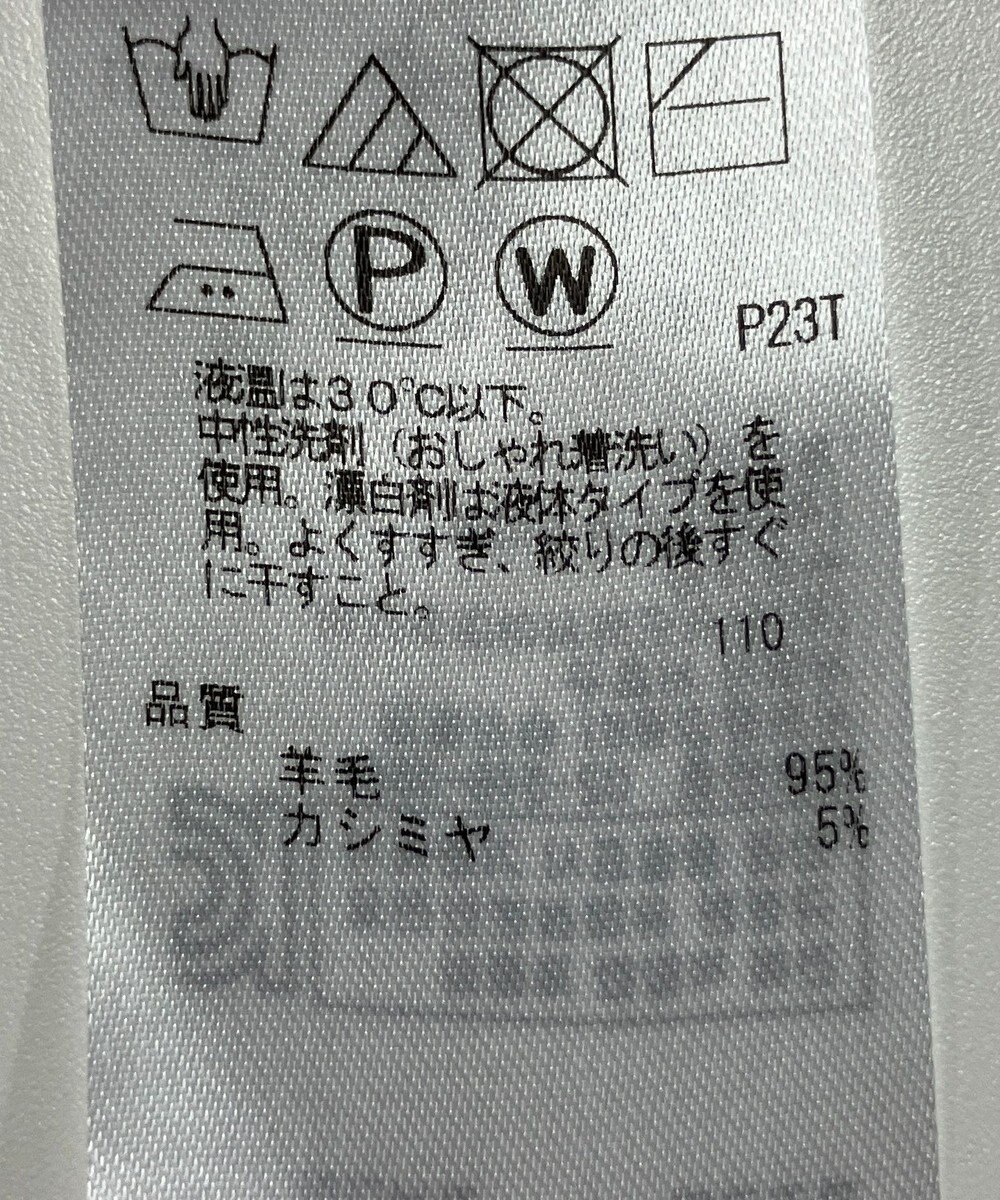 P
W
P23T
液温は30℃以下。
中性洗剤（おしゃれ着洗い）を
使用。漂白剤は液体タイプを使
用。よくすすぎ、絞りの後すぐ
に干すこと。
110
品質
羊毛 95%
カシミヤ 5%